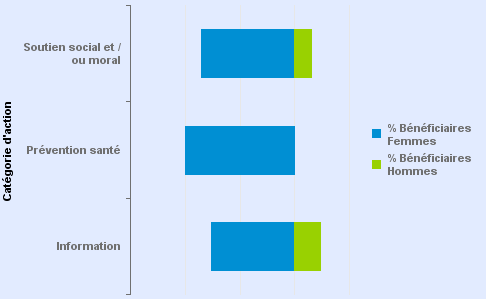 Catégorie d'action
Soutien social et /
ou moral
Prévention santé
Information
% Bénéficiaires
Femmes
% Bénéficiaires
Hommes